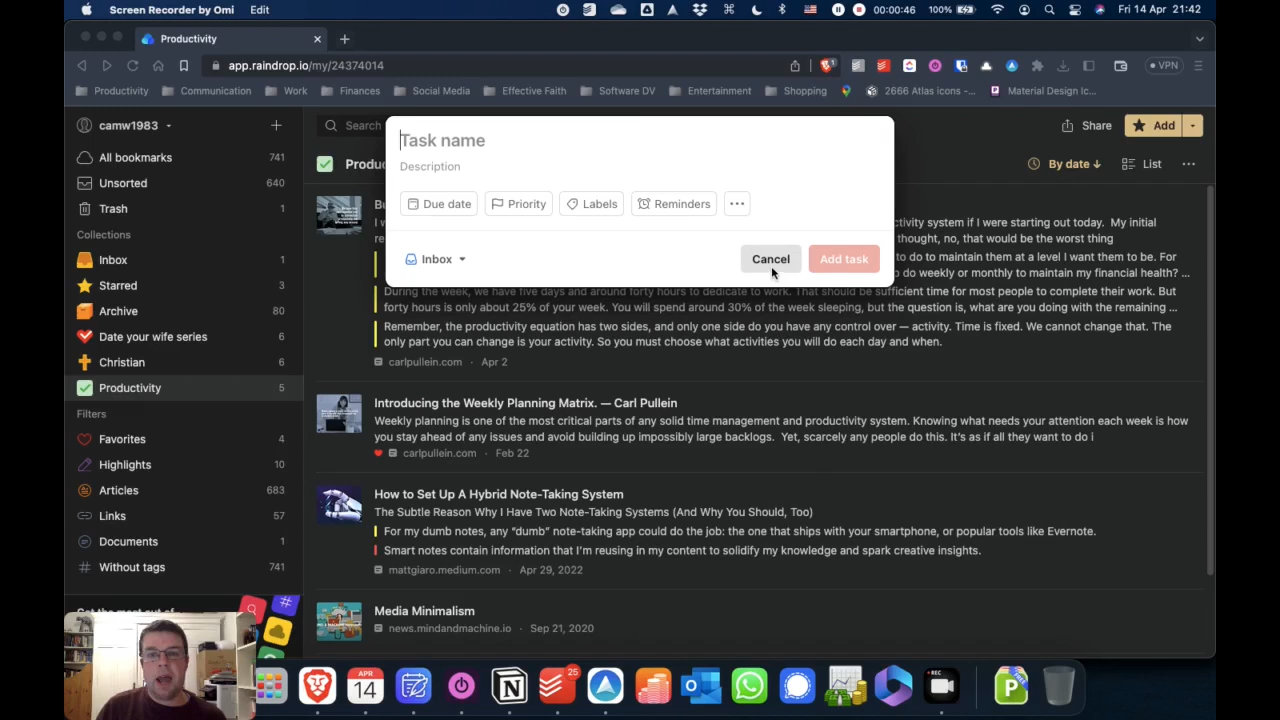 Screen Recorder by Omi Edit 00:00:46 100% Fri 14 Apr 21:42
Productivity
app.raindrop.io/my/24374014 1 VPN
Productivity Communication Work Finances Social Media Effective Faith Software DV Entertainment Shopping 2666 Atlas icons -... Material Design Ic...
camw1983
All bookmarks 741
Unsorted 640
Trash 1
Collections
Inbox 1
Starred 3
Archive 80
Date your wife series 6
Christian 6
Productivity 5
Filters
Favorites 4
Highlights 10
Articles 683
Links 57
Documents 1
Without tags 741
Search
Share
Add
Produc
By date ↓
List
Task name
Description
Due date
Priority
Labels
Reminders
Inbox
Cancel
Add task
Bu
I w
ctivity system if I were starting out today. My initial
re
thought, no, that would be the worst thing
to do to maintain them at a level I want them to be. For
o do weekly or monthly to maintain my financial health? ...
During the week, we have five days and around forty hours to dedicate to work. That should be sufficient time for most people to complete their work. But
forty hours is only about 25% of your week. You will spend around 30% of the week sleeping, but the question is, what are you doing with the remaining ...
Remember, the productivity equation has two sides, and only one side do you have any control over — activity. Time is fixed. We cannot change that. The
only part you can change is your activity. So you must choose what activities you will do each day and when.
carlpullein.com · Apr 2
Introducing the Weekly Planning Matrix. — Carl Pullein
Weekly planning is one of the most critical parts of any solid time management and productivity system. Knowing what needs your attention each week is how
you stay ahead of any issues and avoid building up impossibly large backlogs. Yet, scarcely any people do this. It's as if all they want to do i
carlpullein.com · Feb 22
How to Set Up A Hybrid Note-Taking System
The Subtle Reason Why I Have Two Note-Taking Systems (And Why You Should, Too)
For my dumb notes, any "dumb" note-taking app could do the job: the one that ships with your smartphone, or popular tools like Evernote.
Smart notes contain information that I'm reusing in my content to solidify my knowledge and spark creative insights.
mattgiaro.medium.com · Apr 29, 2022
Media Minimalism
news.mindandmachine.io · Sep 21, 2020
APR
14
25
REC